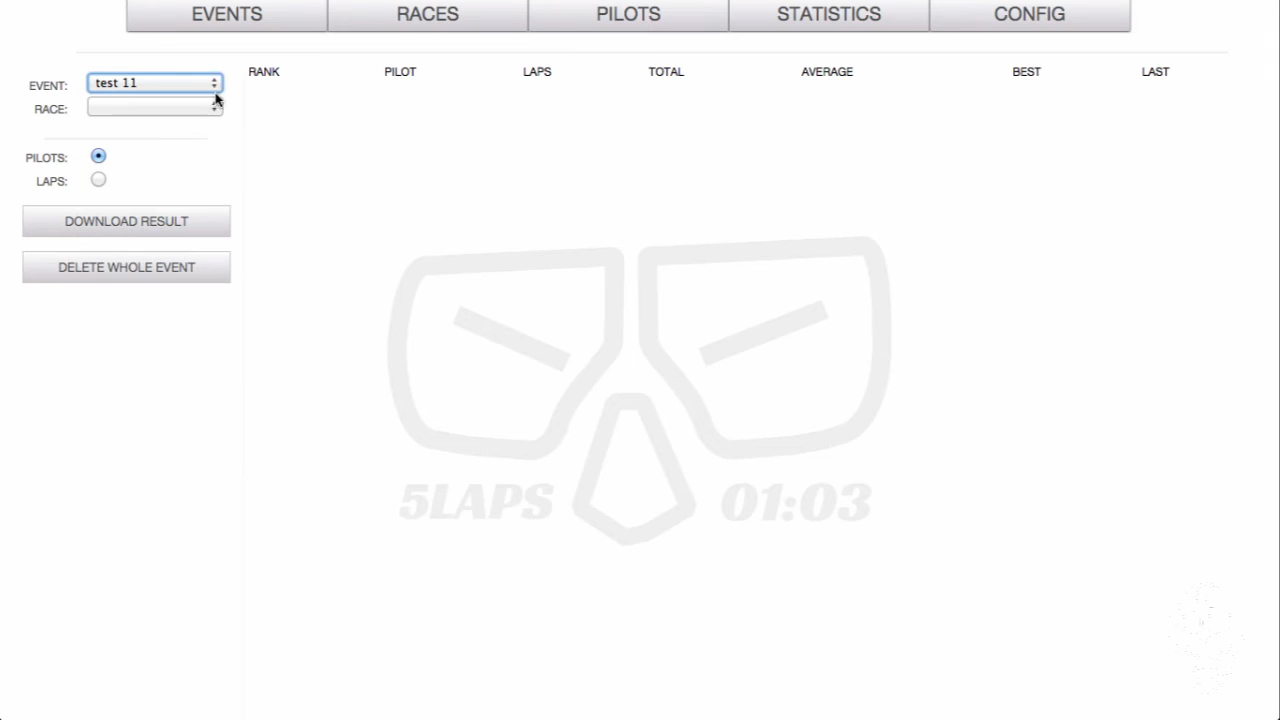 EVENTS RACES PILOTS STATISTICS CONFIG
EVENT: test 11
RACE:
RANK PILOT LAPS TOTAL AVERAGE BEST LAST
PILOTS:
LAPS:
DOWNLOAD RESULT
DELETE WHOLE EVENT
5LAPS 01:03